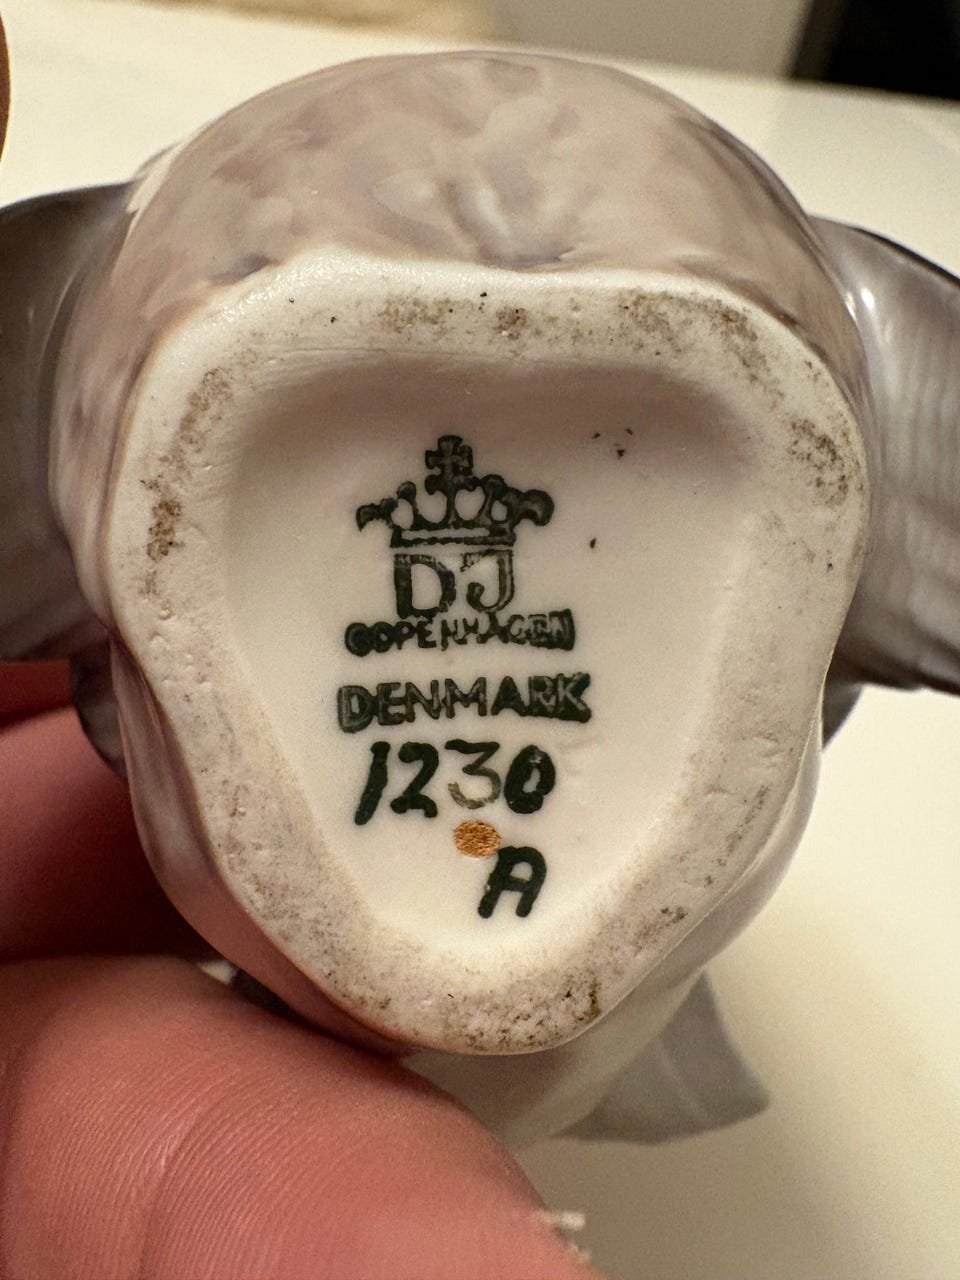 DJ
COPENHAGEN
DENMARK
1230
A